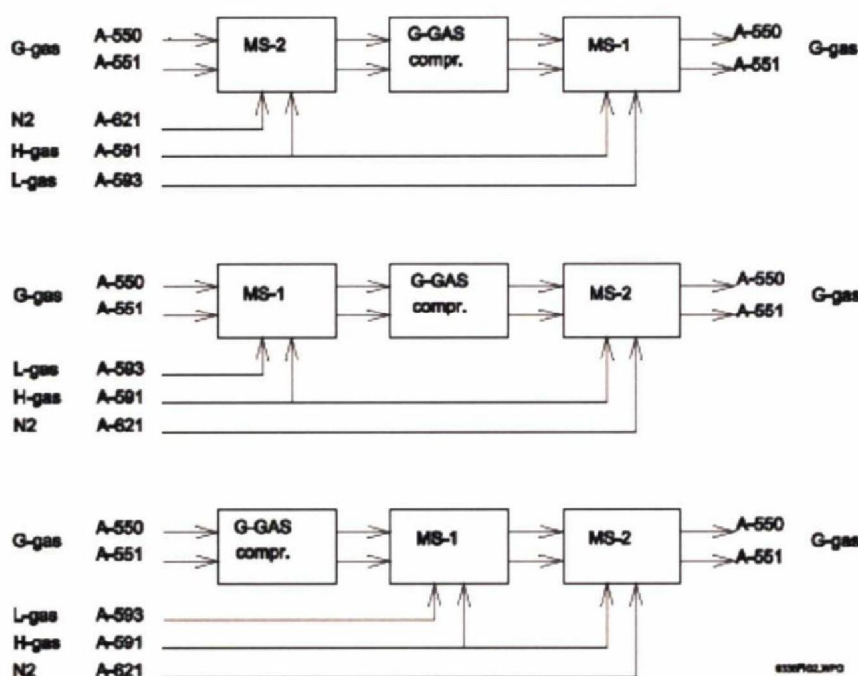 A-550 MS-2 G-GAS compr. MS-1 A-550
G-gas G-gas
A-551 A-551
N2 A-621
H-gas A-591
L-gas A-593
A-550 MS-1 G-GAS compr. MS-2 A-550
G-gas G-gas
A-551 A-551
L-gas A-593
H-gas A-591
N2 A-621
A-550 G-GAS compr. MS-1 MS-2 A-550
G-gas G-gas
A-551 A-551
L-gas A-593
H-gas A-591
N2 A-621